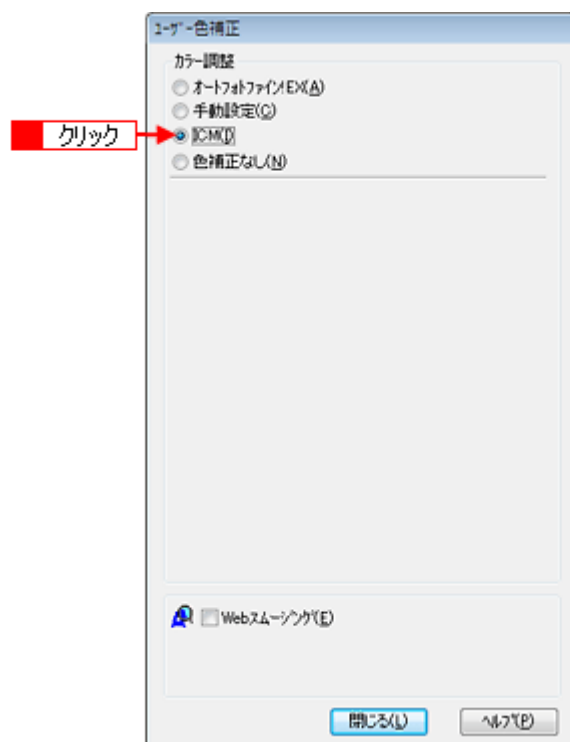 ユーザー色補正
カラー調整
オートフォトファイン!EX(A)
手動設定(C)
クリック
ICM(I)
色補正なし(N)
Webスムージング(E)
閉じる(L)
ヘルプ(P)